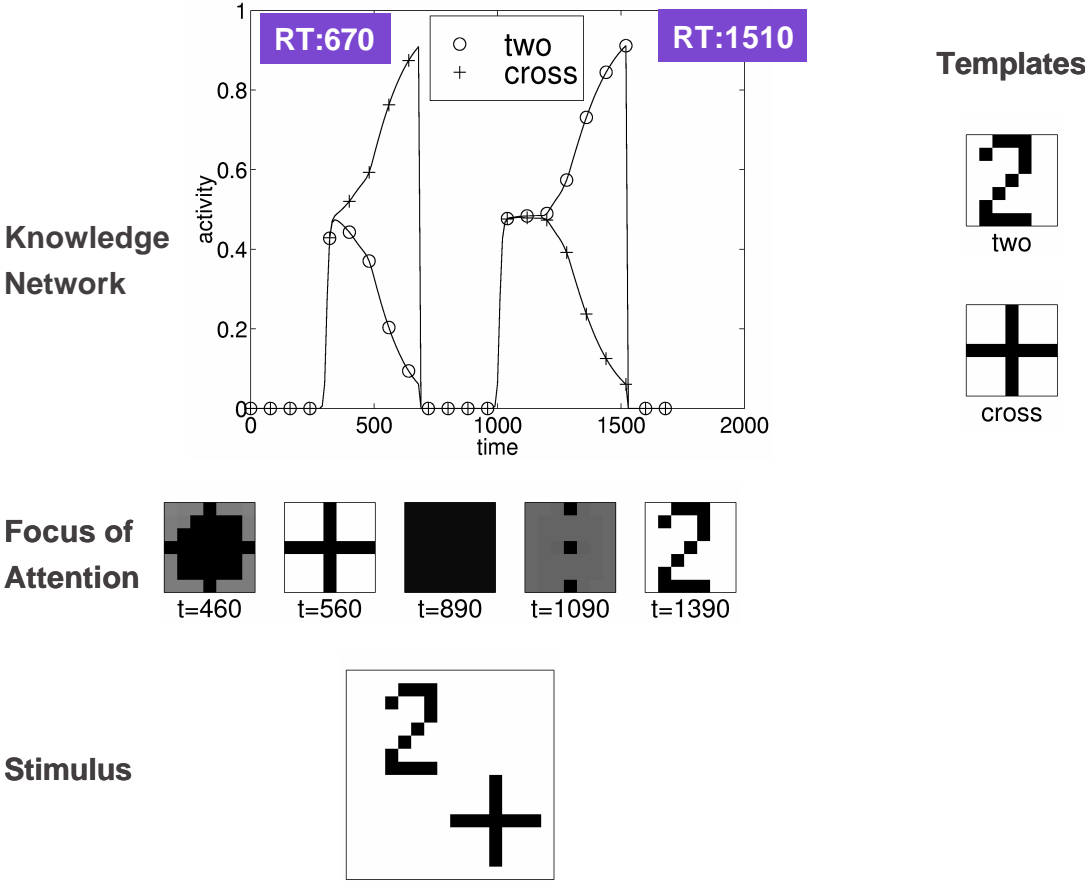 1
RT:670
RT:1510
two
cross
Templates
0.8
0.6
activity
0.4
0.2
0
0 500 1000 1500 2000
time
Knowledge
Network
two
cross
Focus of
Attention
t=460 t=560 t=890 t=1090 t=1390
Stimulus
2